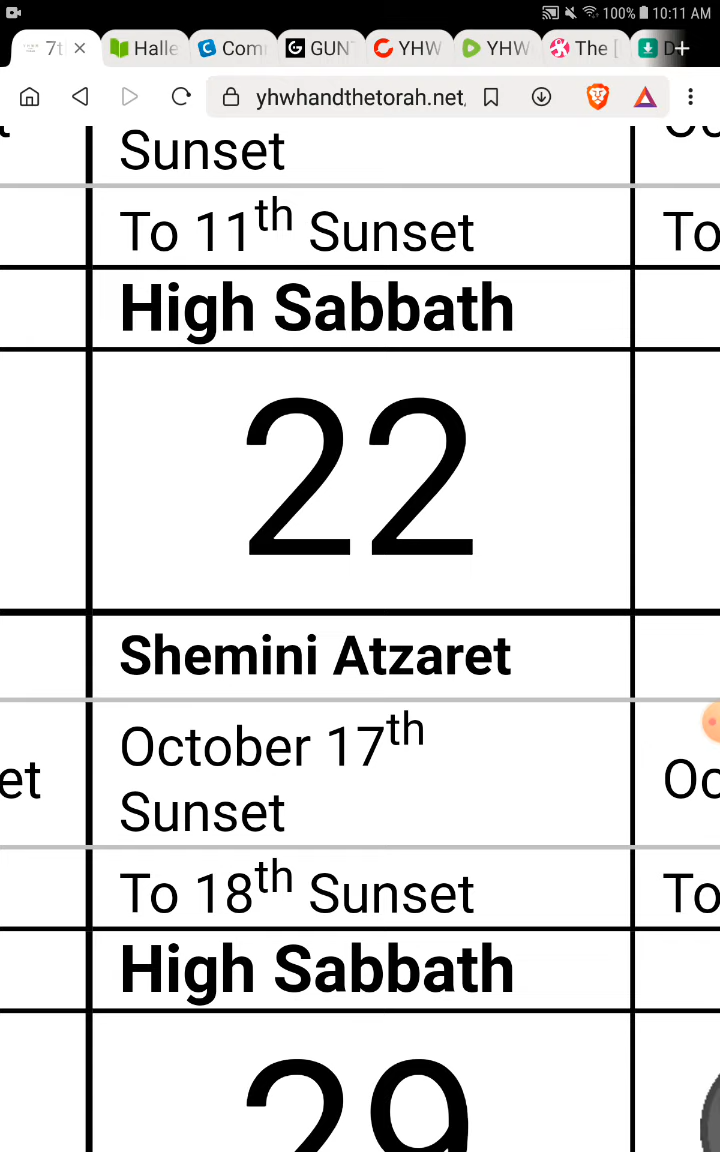 100% 10:11 AM
7t Halle Com GUN YHW YHW The [ D
yhwhandthetorah.net,
Sunset
To 11th Sunset To
High Sabbath
22
Shemini Atzaret
October 17th
Sunset
et Oc
To 18th Sunset To
High Sabbath
29